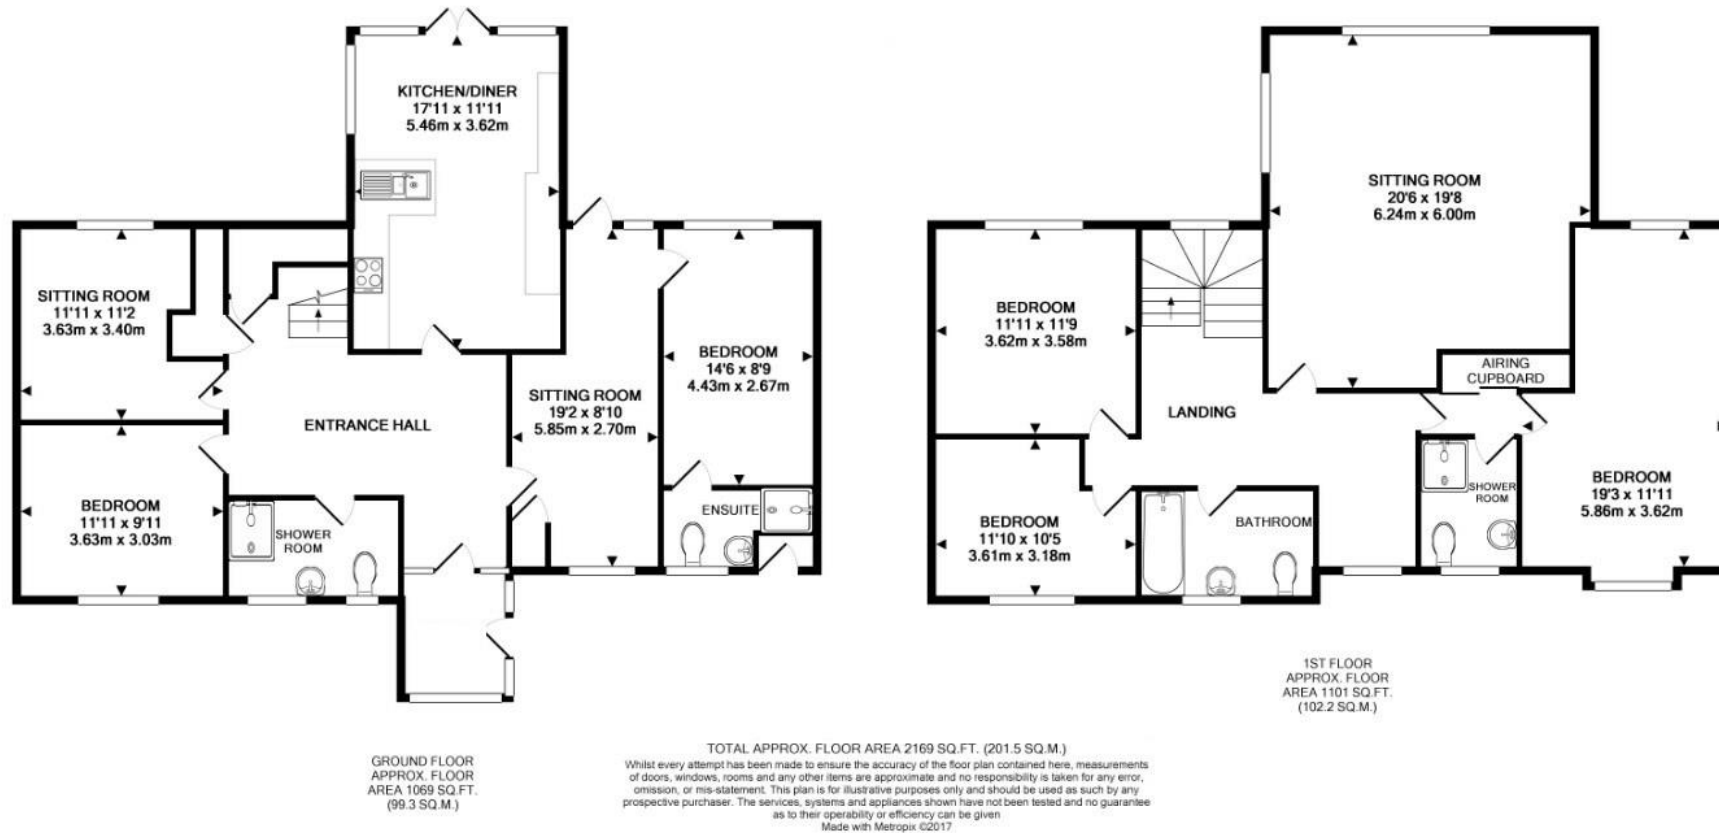 KITCHEN/DINER
17'11 x 11'11
5.46m x 3.62m
SITTING ROOM
11'11 x 11'2
3.63m x 3.40m
BEDROOM
14'6 x 8'9
4.43m x 2.67m
SITTING ROOM
19'2 x 8'10
5.85m x 2.70m
ENTRANCE HALL
BEDROOM
11'11 x 9'11
3.63m x 3.03m
SHOWER
ROOM
ENSUITE
GROUND FLOOR
APPROX. FLOOR
AREA 1069 SQ.FT.
(99.3 SQ.M.)
SITTING ROOM
20'6 x 19'8
6.24m x 6.00m
BEDROOM
11'11 x 11'9
3.62m x 3.58m
AIRING
CUPBOARD
LANDING
BEDROOM
19'3 x 11'11
5.86m x 3.62m
SHOWER
ROOM
BEDROOM
11'10 x 10'5
3.61m x 3.18m
BATHROOM
1ST FLOOR
APPROX. FLOOR
AREA 1101 SQ.FT.
(102.2 SQ.M.)
TOTAL APPROX. FLOOR AREA 2169 SQ.FT. (201.5 SQ.M.)
Whilst every attempt has been made to ensure the accuracy of the floor plan contained here, measurements
of doors, windows, rooms and any other items are approximate and no responsibility is taken for any error,
omission, or mis-statement. This plan is for illustrative purposes only and should be used as such by any
prospective purchaser. The services, systems and appliances shown have not been tested and no guarantee
as to their operability or efficiency can be given
Made with Metropix ©2017